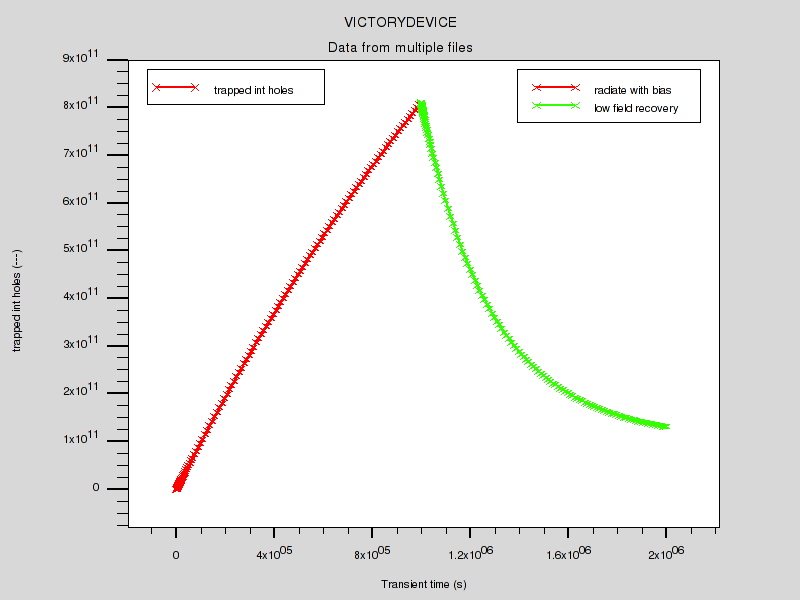 VICTORYDEVICE
Data from multiple files
9x10^11
8x10^11
7x10^11
6x10^11
5x10^11
4x10^11
3x10^11
2x10^11
1x10^11
0
trapped int holes (---)
trapped int holes
radiate with bias
low field recovery
0 4x10^05 8x10^05 1.2x10^06 1.6x10^06 2x10^06
Transient time (s)